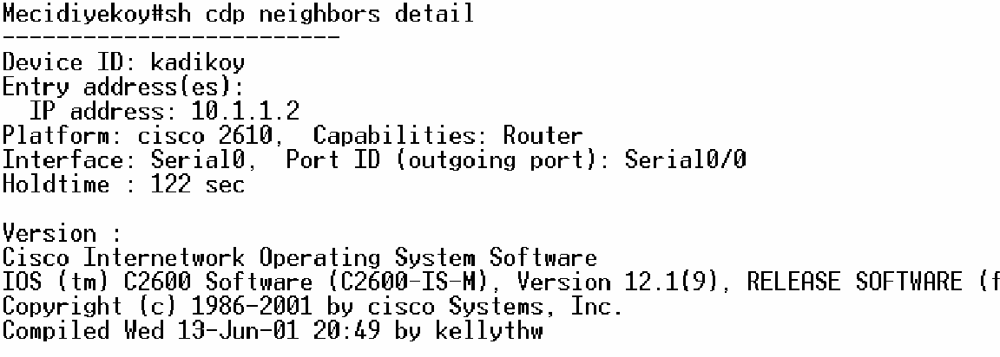 Mecidiyekoy#sh cdp neighbors detail
-------------------------
Device ID: kadikoy
Entry address(es):
  IP address: 10.1.1.2
Platform: cisco 2610,  Capabilities: Router
Interface: Serial0,  Port ID (outgoing port): Serial0/0
Holdtime : 122 sec

Version :
Cisco Internetwork Operating System Software
IOS (tm) C2600 Software (C2600-IS-M), Version 12.1(9), RELEASE SOFTWARE (f
Copyright (c) 1986-2001 by cisco Systems, Inc.
Compiled Wed 13-Jun-01 20:49 by kellythw